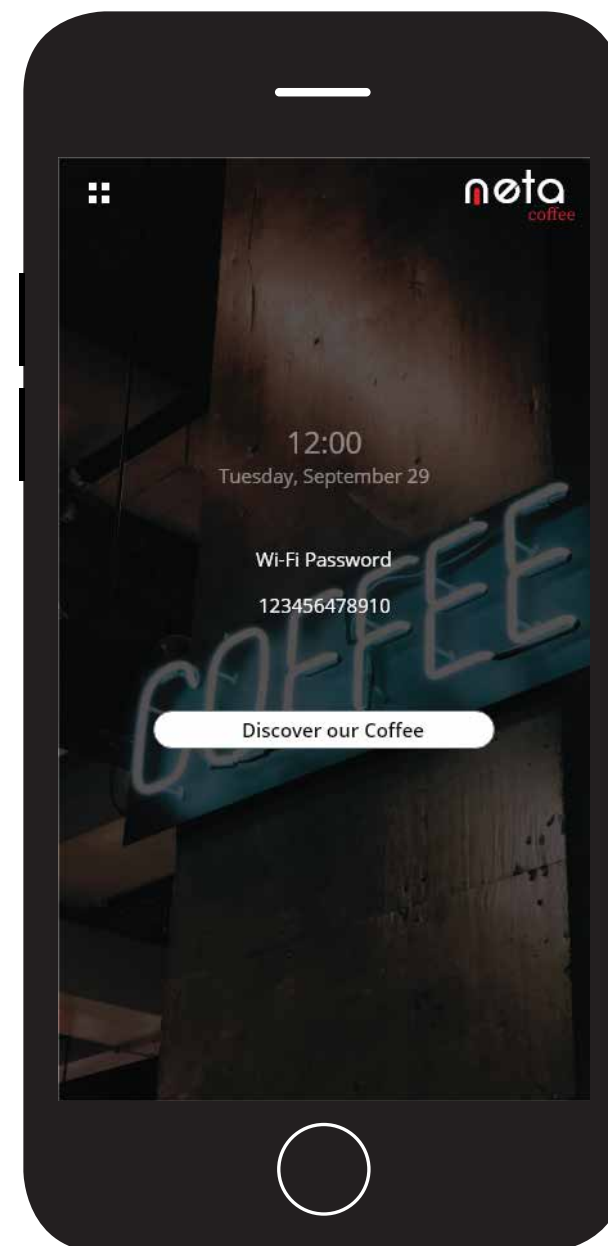 neta
coffee
12:00
Tuesday, September 29
Wi-Fi Password
123456478910
COFFEE
Discover our Coffee